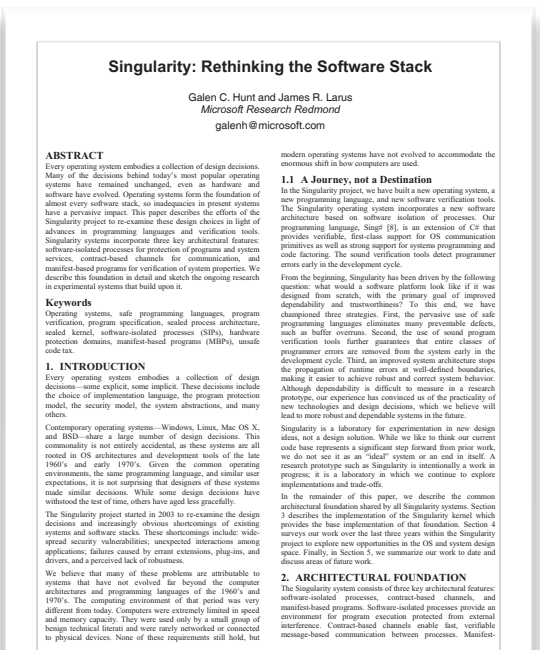 Singularity: Rethinking the Software Stack
Galen C. Hunt and James R. Larus
Microsoft Research Redmond
galenh@microsoft.com
ABSTRACT
Every operating system embodies a collection of design decisions.
Many of the decisions behind today's most popular operating
systems have remained unchanged, even as hardware and
software have evolved. Operating systems form the foundation of
almost every software stack, so inadequacies in present systems
have a pervasive impact. This paper describes the efforts of the
Singularity project to re-examine these design choices in light of
advances in programming languages and verification tools.
Singularity systems incorporate three key architectural features:
software-isolated processes for protection of programs and system
services, contract-based channels for communication, and
manifest-based programs for verification of system properties. We
describe this foundation in detail and sketch the ongoing research
in experimental systems that build upon it.
Keywords
Operating systems, safe programming languages, program
verification, program specification, sealed process architecture,
sealed kernel, software-isolated processes (SIPs), hardware
protection domains, manifest-based programs (MBPs), unsafe
code tax.
1. INTRODUCTION
Every operating system embodies a collection of design
decisions—some explicit, some implicit. These decisions include
the choice of implementation language, the program protection
model, the security model, the system abstractions, and many
others.
Contemporary operating systems—Windows, Linux, Mac OS X,
and BSD—share a large number of design decisions. This
commonality is not entirely accidental, as these systems are all
rooted in OS architectures and development tools of the late
1960's and early 1970's. Given the common operating
environments, the same programming language, and similar user
expectations, it is not surprising that designers of these systems
made similar decisions. While some design decisions have
withstood the test of time, others have aged less gracefully.
The Singularity project started in 2003 to re-examine the design
decisions and increasingly obvious shortcomings of existing
systems and software stacks. These shortcomings include: wide-
spread security vulnerabilities; unexpected interactions among
applications; failures caused by errant extensions, plug-ins, and
drivers, and a perceived lack of robustness.
We believe that many of these problems are attributable to
systems that have not evolved far beyond the computer
architectures and programming languages of the 1960's and
1970's. The computing environment of that period was very
different from today. Computers were extremely limited in speed
and memory capacity. They were used only by a small group of
benign technical literati and were rarely networked or connected
to physical devices. None of these requirements still hold, but
modern operating systems have not evolved to accommodate the
enormous shift in how computers are used.
1.1 A Journey, not a Destination
In the Singularity project, we have built a new operating system, a
new programming language, and new software verification tools.
The Singularity operating system incorporates a new software
architecture based on software isolation of processes. Our
programming language, Sing# [8], is an extension of C# that
provides verifiable, first-class support for OS communication
primitives as well as strong support for systems programming and
code factoring. The sound verification tools detect programmer
errors early in the development cycle.
From the beginning, Singularity has been driven by the following
question: what would a software platform look like if it was
designed from scratch, with the primary goal of improved
dependability and trustworthiness? To this end, we have
championed three strategies. First, the pervasive use of safe
programming languages eliminates many preventable defects,
such as buffer overruns. Second, the use of sound program
verification tools further guarantees that entire classes of
programmer errors are removed from the system early in the
development cycle. Third, an improved system architecture stops
the propagation of runtime errors at well-defined boundaries,
making it easier to achieve robust and correct system behavior.
Although dependability is difficult to measure in a research
prototype, our experience has convinced us of the practicality of
new technologies and design decisions, which we believe will
lead to more robust and dependable systems in the future.
Singularity is a laboratory for experimentation in new design
ideas, not a design solution. While we like to think our current
code base represents a significant step forward from prior work,
we do not see it as an "ideal" system or an end in itself. A
research prototype such as Singularity is intentionally a work in
progress; it is a laboratory in which we continue to explore
implementations and trade-offs.
In the remainder of this paper, we describe the common
architectural foundation shared by all Singularity systems. Section
3 describes the implementation of the Singularity kernel which
provides the base implementation of that foundation. Section 4
surveys our work over the last three years within the Singularity
project to explore new opportunities in the OS and system design
space. Finally, in Section 5, we summarize our work to date and
discuss areas of future work.
2. ARCHITECTURAL FOUNDATION
The Singularity system consists of three key architectural features:
software-isolated processes, contract-based channels, and
manifest-based programs. Software-isolated processes provide an
environment for program execution protected from external
interference. Contract-based channels enable fast, verifiable
message-based communication between processes. Manifest-